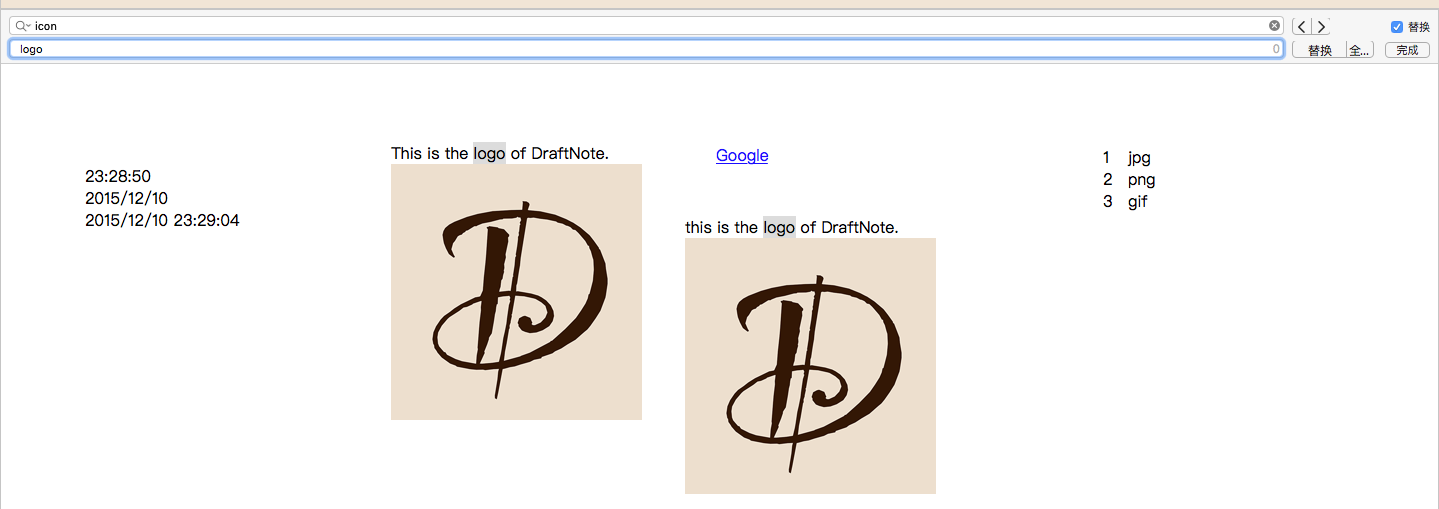 icon
替换
logo
0
替换
全...
完成
This is the logo of DraftNote.
Google
1 jpg
2 png
3 gif
23:28:50
2015/12/10
2015/12/10 23:29:04
this is the logo of DraftNote.